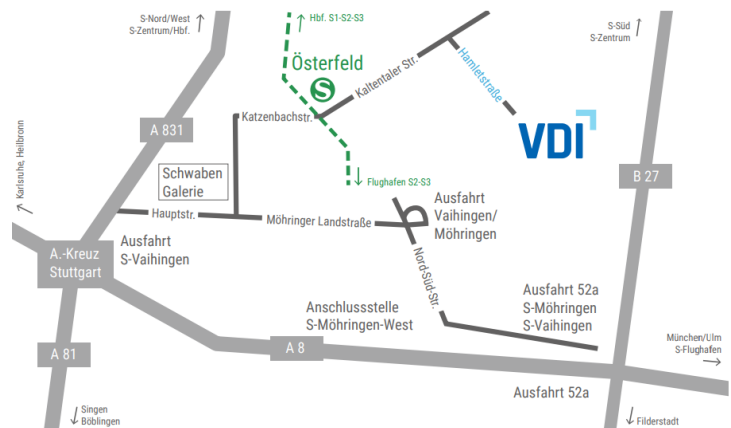 S-Nord/West
S-Zentrum/Hbf.
Hbf. S1-S2-S3
S-Süd
S-Zentrum
Österfeld
S
Kaltentaler Str.
Hamletstraße
Katzenbachstr.
VDI
A 831
Karlsruhe, Heilbronn
Schwaben
Galerie
Flughafen S2-S3
B 27
Hauptstr.
Möhringer Landstraße
Ausfahrt
Vaihingen/
Möhringen
Ausfahrt
S-Vaihingen
A.-Kreuz
Stuttgart
Nord-Süd-Str.
Anschlussstelle
S-Möhringen-West
Ausfahrt 52a
S-Möhringen
S-Vaihingen
A 81
A 8
München/Ulm
S-Flughafen
Ausfahrt 52a
Singen
Böblingen
Filderstadt